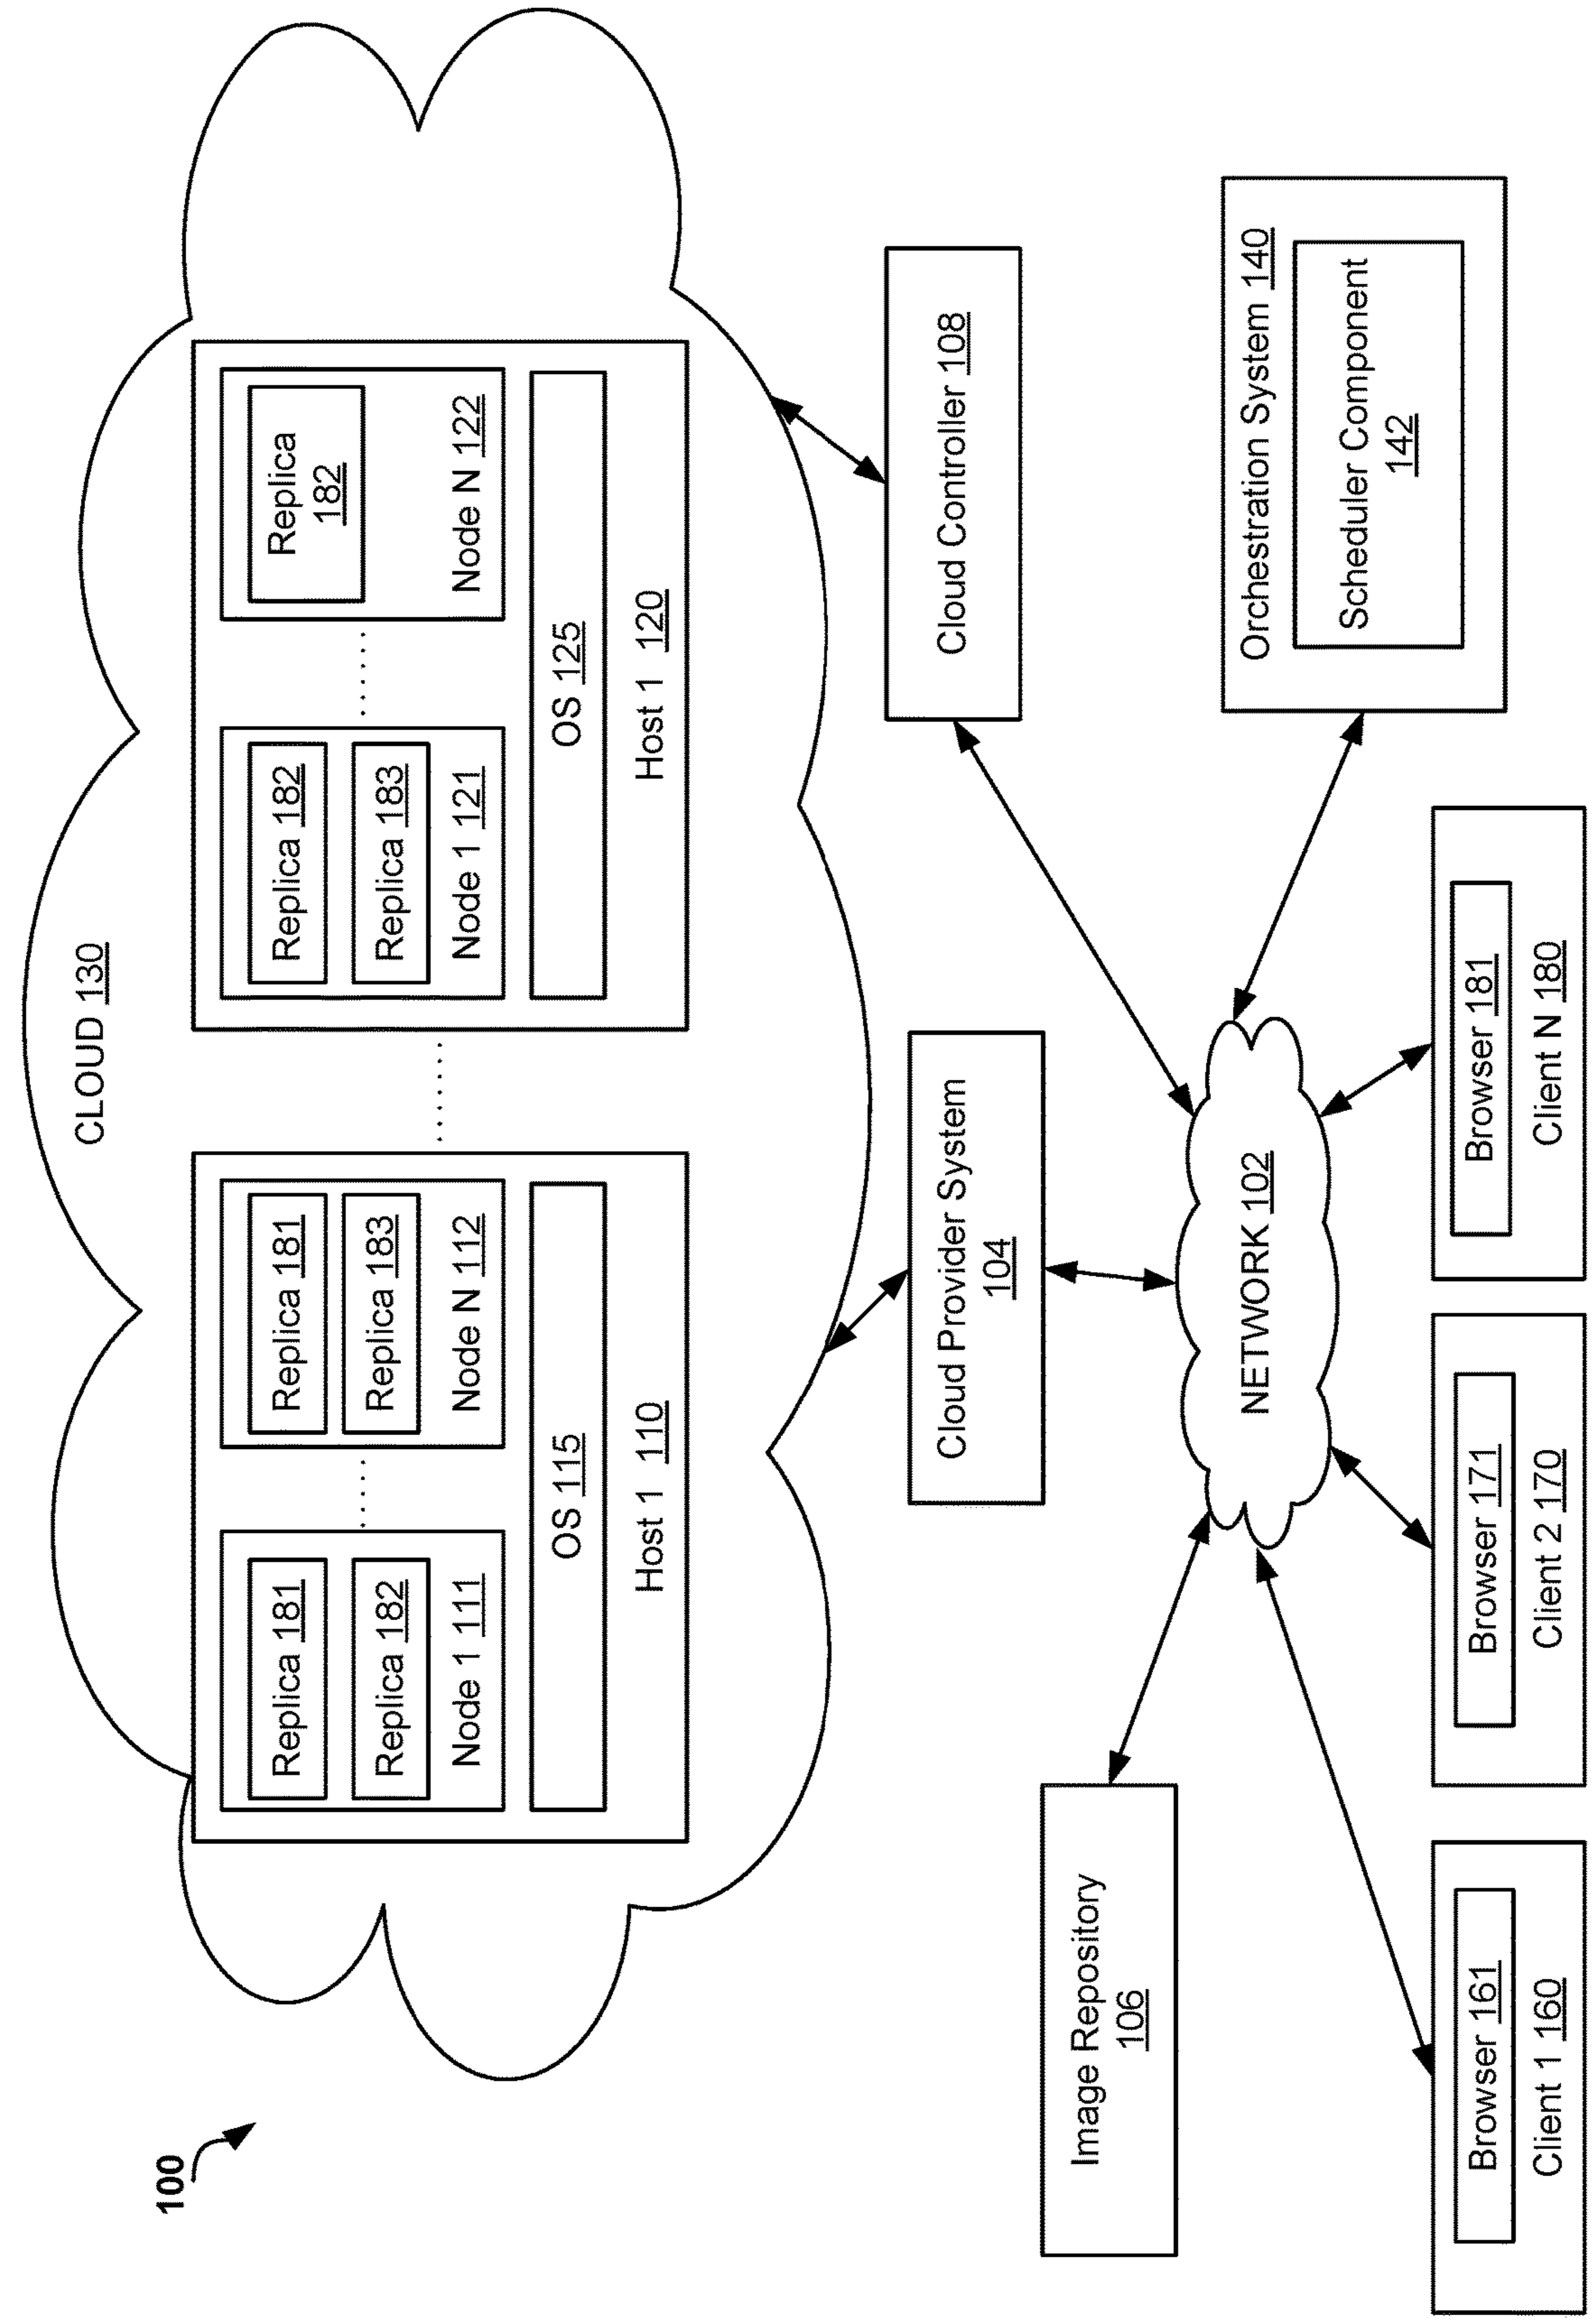 100
CLOUD 130
Replica 181
Replica 182
Node 1 111
Replica 181
Replica 183
Node N 112
OS 115
Host 1 110
Replica 182
Replica 183
Node 1 121
Replica
182
Node N 122
OS 125
Host 1 120
Cloud Provider System
104
Cloud Controller 108
Image Repository
106
NETWORK 102
Orchestration System 140
Scheduler Component
142
Browser 161
Client 1 160
Browser 171
Client 2 170
Browser 181
Client N 180